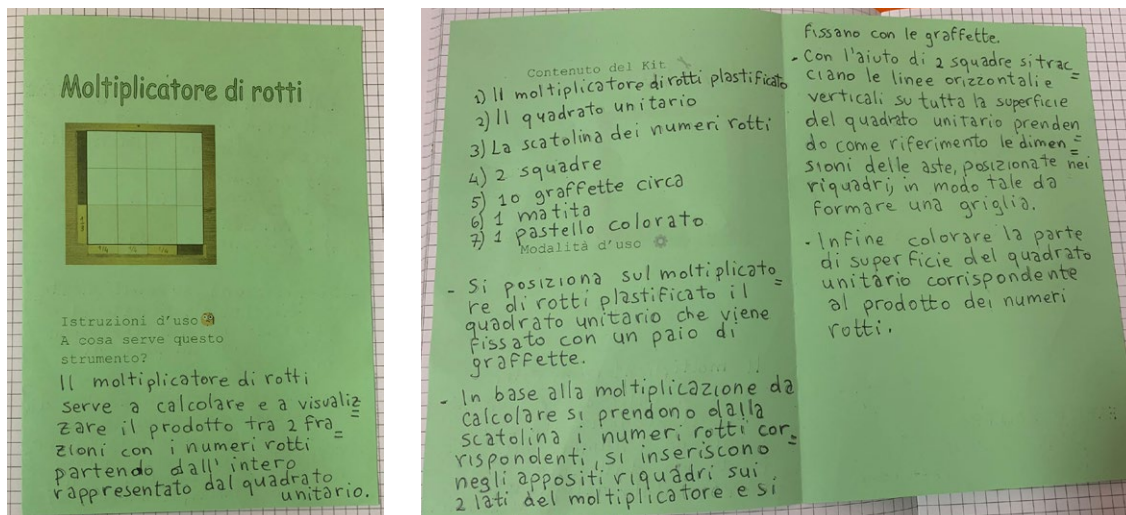 Moltiplicatore di rotti
1/4 1/4 1/4
Istruzioni d'uso
A cosa serve questo
strumento?
Il moltiplicatore di rotti
serve a calcolare e a visualiz=
zare il prodotto tra 2 fra=
zioni con i numeri rotti
partendo dall'intero
rappresentato dal quadrato
unitario.
Contenuto del Kit
1) Il moltiplicatore di rotti plastificato
2) Il quadrato unitario
3) La scatolina dei numeri rotti
4) 2 squadre
5) 10 graffette circa
6) 1 matita
7) 1 pastello colorato
Modalitá d'uso
- Si posiziona sul moltiplicato=
re di rotti plastificato il
quadrato unitario che viene
fissato con un paio di
graffette.
- In base alla moltiplicazione da
calcolare si prendono dalla
scatolina i numeri rotti cor=
rispondenti, si inseriscono
negli appositi riquadri sui
2 lati del moltiplicatore e si
fissano con le graffette.
- Con l'aiuto di 2 squadre si trac=
ciano le linee orizzontali e
verticali su tutta la superficie
del quadrato unitario prenden
do come riferimento le dimen=
sioni delle aste, posizionate nei
riquadri, in modo tale da
formare una griglia.
- Infine colorare la parte
di superficie del quadrato
unitario corrispondente
al prodotto dei numeri
rotti.